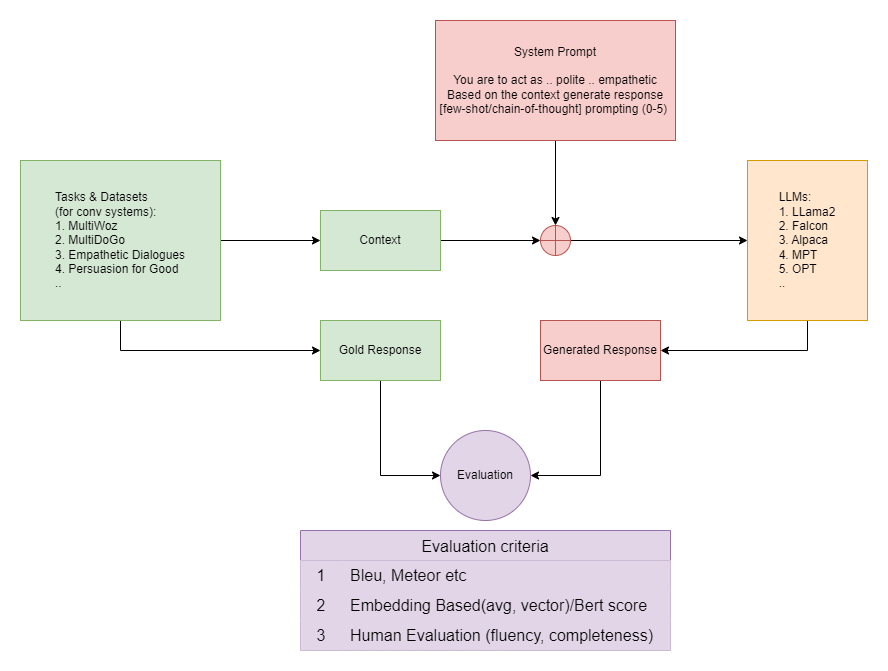 System Prompt
You are to act as .. polite .. empathetic
Based on the context generate response
[few-shot/chain-of-thought] prompting (0-5)
Tasks & Datasets
(for conv systems):
1. MultiWoz
2. MultiDoGo
3. Empathetic Dialogues
4. Persuasion for Good
..
Context
LLMs:
1. LLama2
2. Falcon
3. Alpaca
4. MPT
5. OPT
..
Gold Response
Generated Response
Evaluation
Evaluation criteria
1 Bleu, Meteor etc
2 Embedding Based(avg, vector)/Bert score
3 Human Evaluation (fluency, completeness)